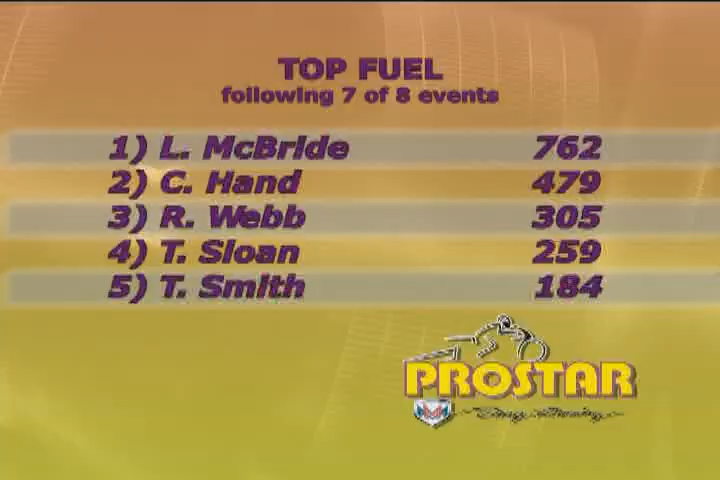 TOP FUEL
following 7 of 8 events
1) L. McBride 762
2) C. Hand 479
3) R. Webb 305
4) T. Sloan 259
5) T. Smith 184
PROSTAR